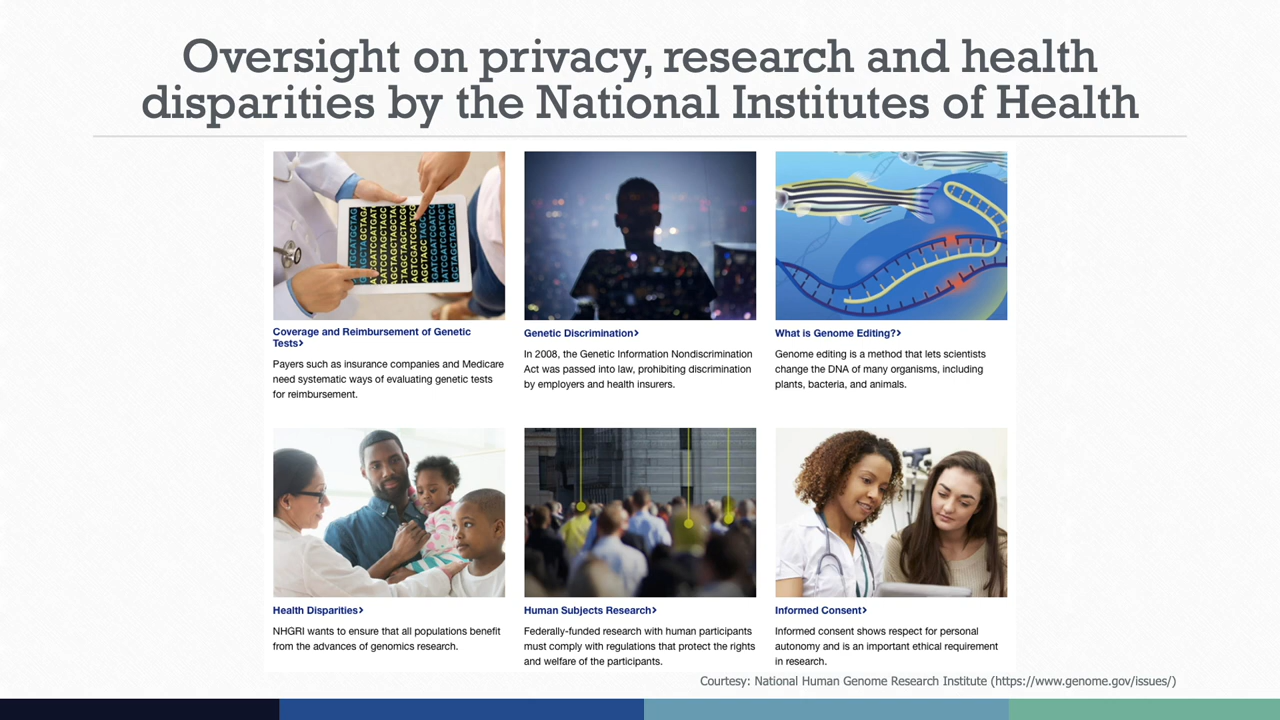 Oversight on privacy, research and health
disparities by the National Institutes of Health
Coverage and Reimbursement of Genetic
Tests>
Payers such as insurance companies and Medicare
need systematic ways of evaluating genetic tests
for reimbursement.
Genetic Discrimination>
In 2008, the Genetic Information Nondiscrimination
Act was passed into law, prohibiting discrimination
by employers and health insurers.
What is Genome Editing?>
Genome editing is a method that lets scientists
change the DNA of many organisms, including
plants, bacteria, and animals.
Health Disparities>
NHGRI wants to ensure that all populations benefit
from the advances of genomics research.
Human Subjects Research>
Federally-funded research with human participants
must comply with regulations that protect the rights
and welfare of the participants.
Informed Consent>
Informed consent shows respect for personal
autonomy and is an important ethical requirement
in research.
Courtesy: National Human Genome Research Institute (https://www.genome.gov/issues/)